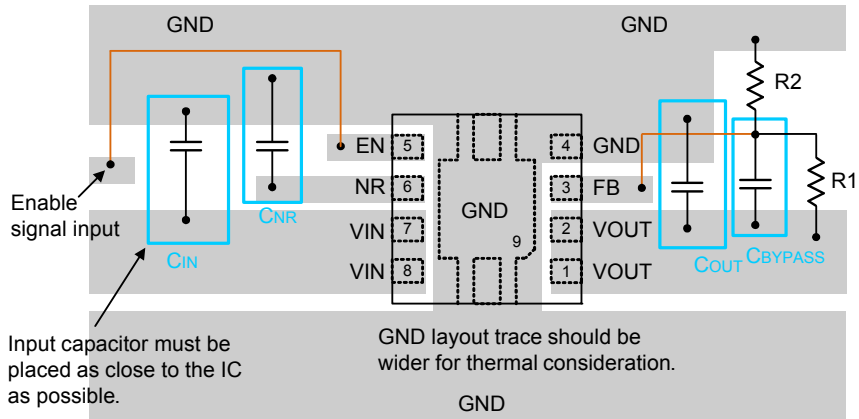 GND
GND
R2
EN
5
4
GND
R1
NR
6
3
FB
Enable
signal input
CNR
GND
VIN
7
2
VOUT
CIN
9
COUT
CBYPASS
VIN
8
1
VOUT
Input capacitor must be
placed as close to the IC
as possible.
GND layout trace should be
wider for thermal consideration.
GND